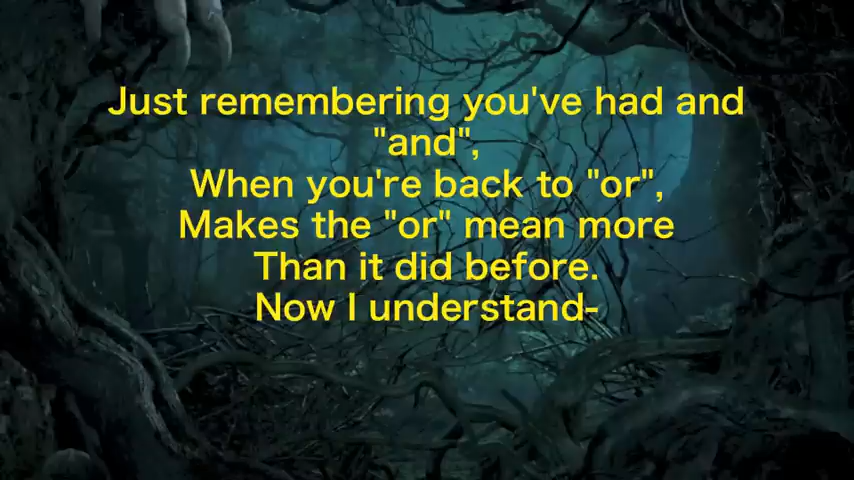 Just remembering you've had and
"and",
When you're back to "or",
Makes the "or" mean more
Than it did before.
Now I understand-